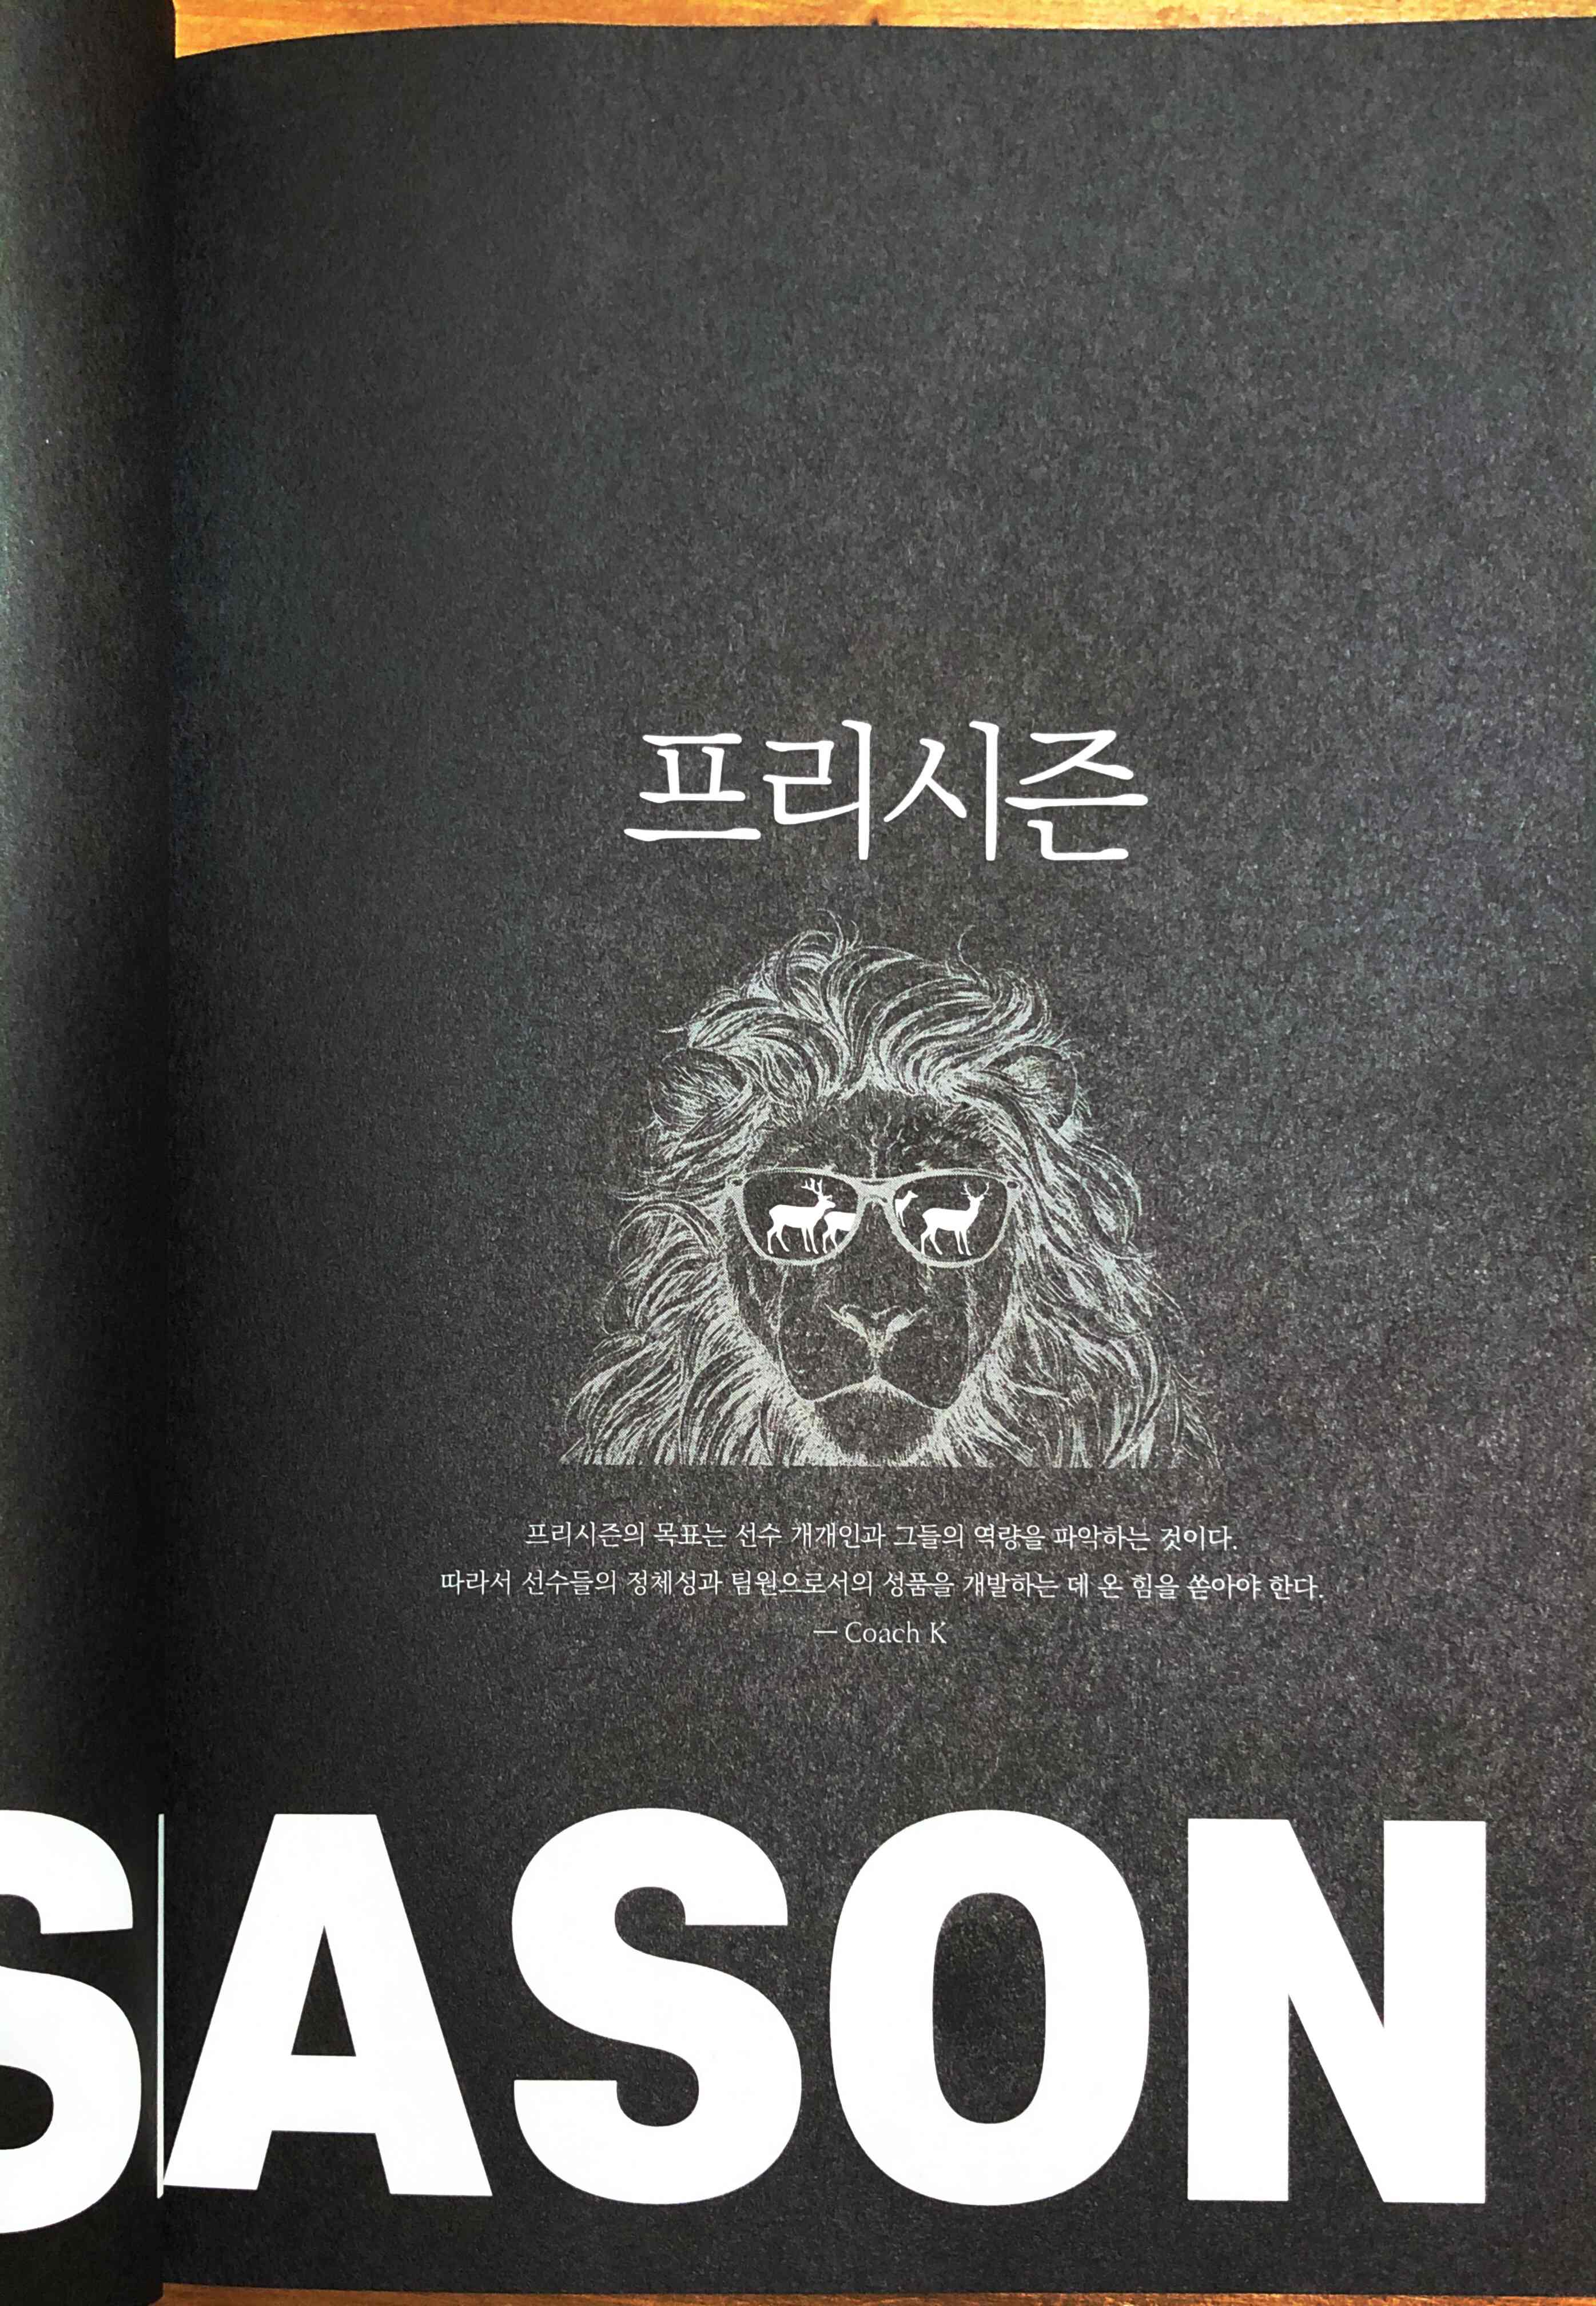 프리시즌
프리시즌의 목표는 선수 개개인과 그들의 역량을 파악하는 것이다.
따라서 선수들의 정체성과 팀원으로서의 성품을 개발하는 데 온 힘을 쏟아야 한다.
— Coach K
SASON